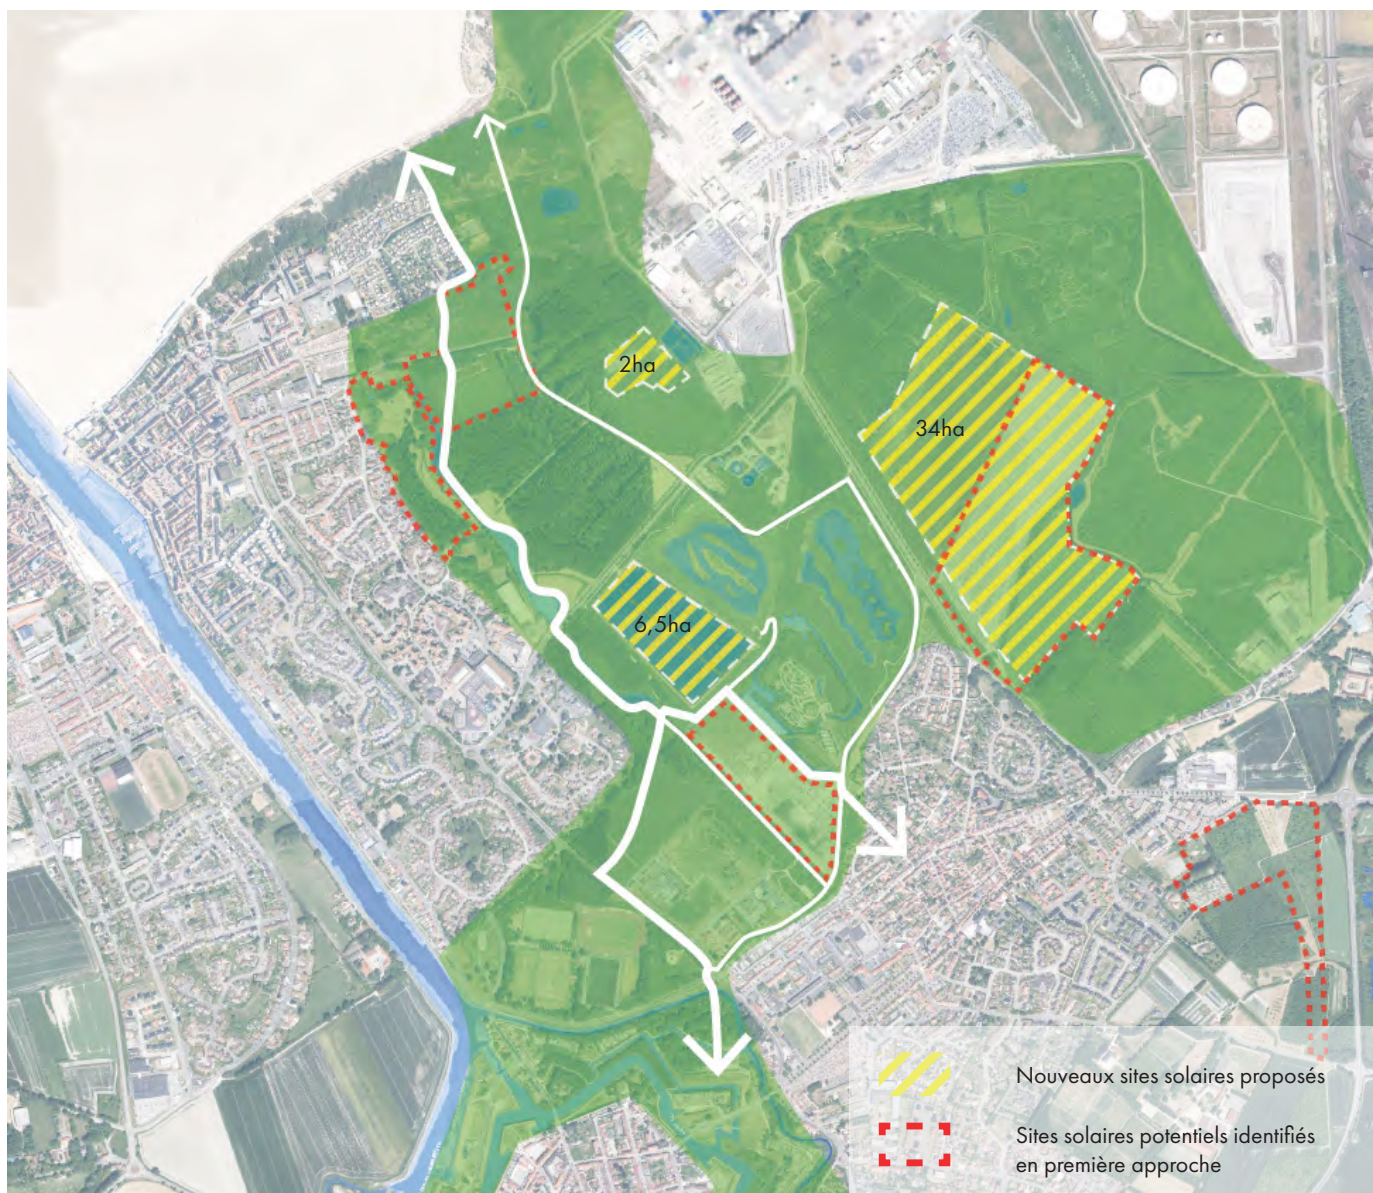 2ha
34ha
6,5ha
Nouveaux sites solaires proposés
Sites solaires potentiels identifiés
en première approche